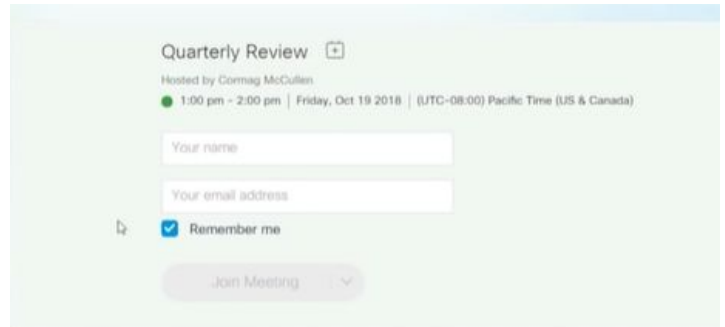 Quarterly Review
Hosted by Cormag McCullen
1:00 pm - 2:00 pm | Friday, Oct 19 2018 | (UTC-08:00) Pacific Time (US & Canada)
Your name
Your email address
Remember me
Join Meeting